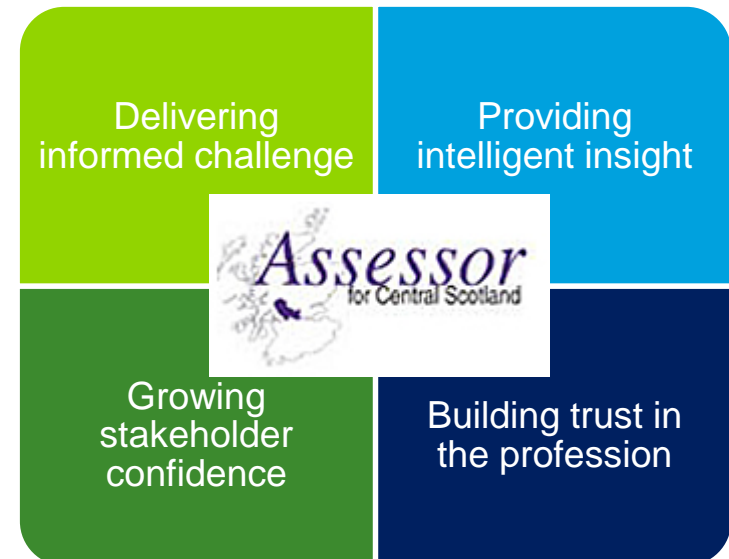 Delivering
informed challenge
Providing
intelligent insight
Assessor
for Central Scotland
Growing
stakeholder
confidence
Building trust in
the profession